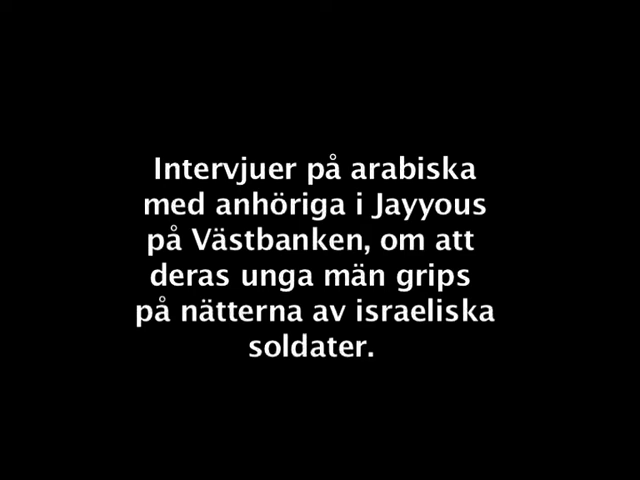 Intervjuer på arabiska
med anhöriga i Jayyous
på Västbanken, om att
deras unga män grips
på nätterna av israeliska
soldater.